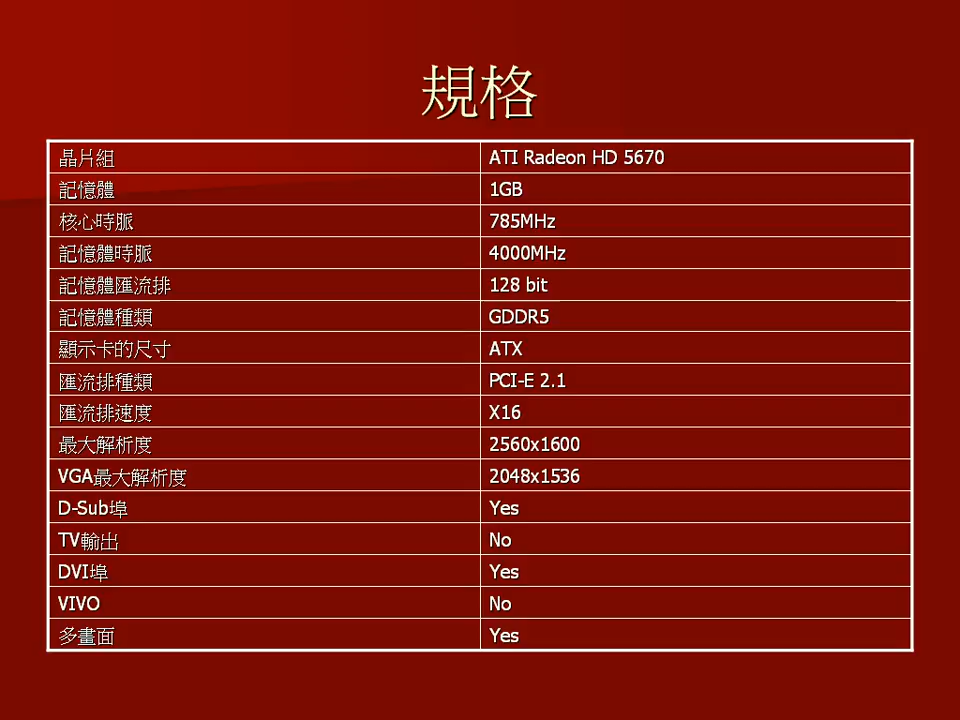 規格
晶片組 ATI Radeon HD 5670
記憶體 1GB
核心時脈 785MHz
記憶體時脈 4000MHz
記憶體匯流排 128 bit
記憶體種類 GDDR5
顯示卡的尺寸 ATX
匯流排種類 PCI-E 2.1
匯流排速度 X16
最大解析度 2560x1600
VGA最大解析度 2048x1536
D-Sub埠 Yes
TV輸出 No
DVI埠 Yes
VIVO No
多畫面 Yes